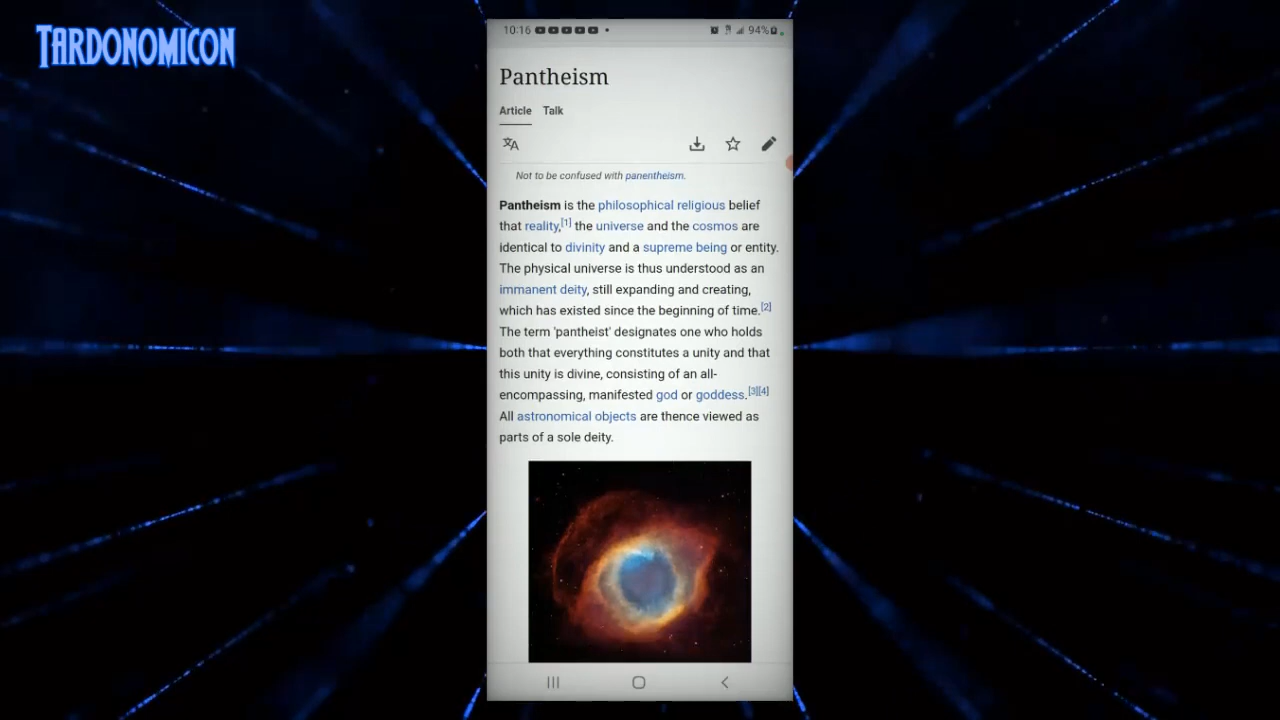 TARDONOMICON
10:16
94%
Pantheism
Article Talk
Not to be confused with panentheism.
Pantheism is the philosophical religious belief
that reality,[1] the universe and the cosmos are
identical to divinity and a supreme being or entity.
The physical universe is thus understood as an
immanent deity, still expanding and creating,
which has existed since the beginning of time.[2]
The term 'pantheist' designates one who holds
both that everything constitutes a unity and that
this unity is divine, consisting of an all-
encompassing, manifested god or goddess.[3][4]
All astronomical objects are thence viewed as
parts of a sole deity.